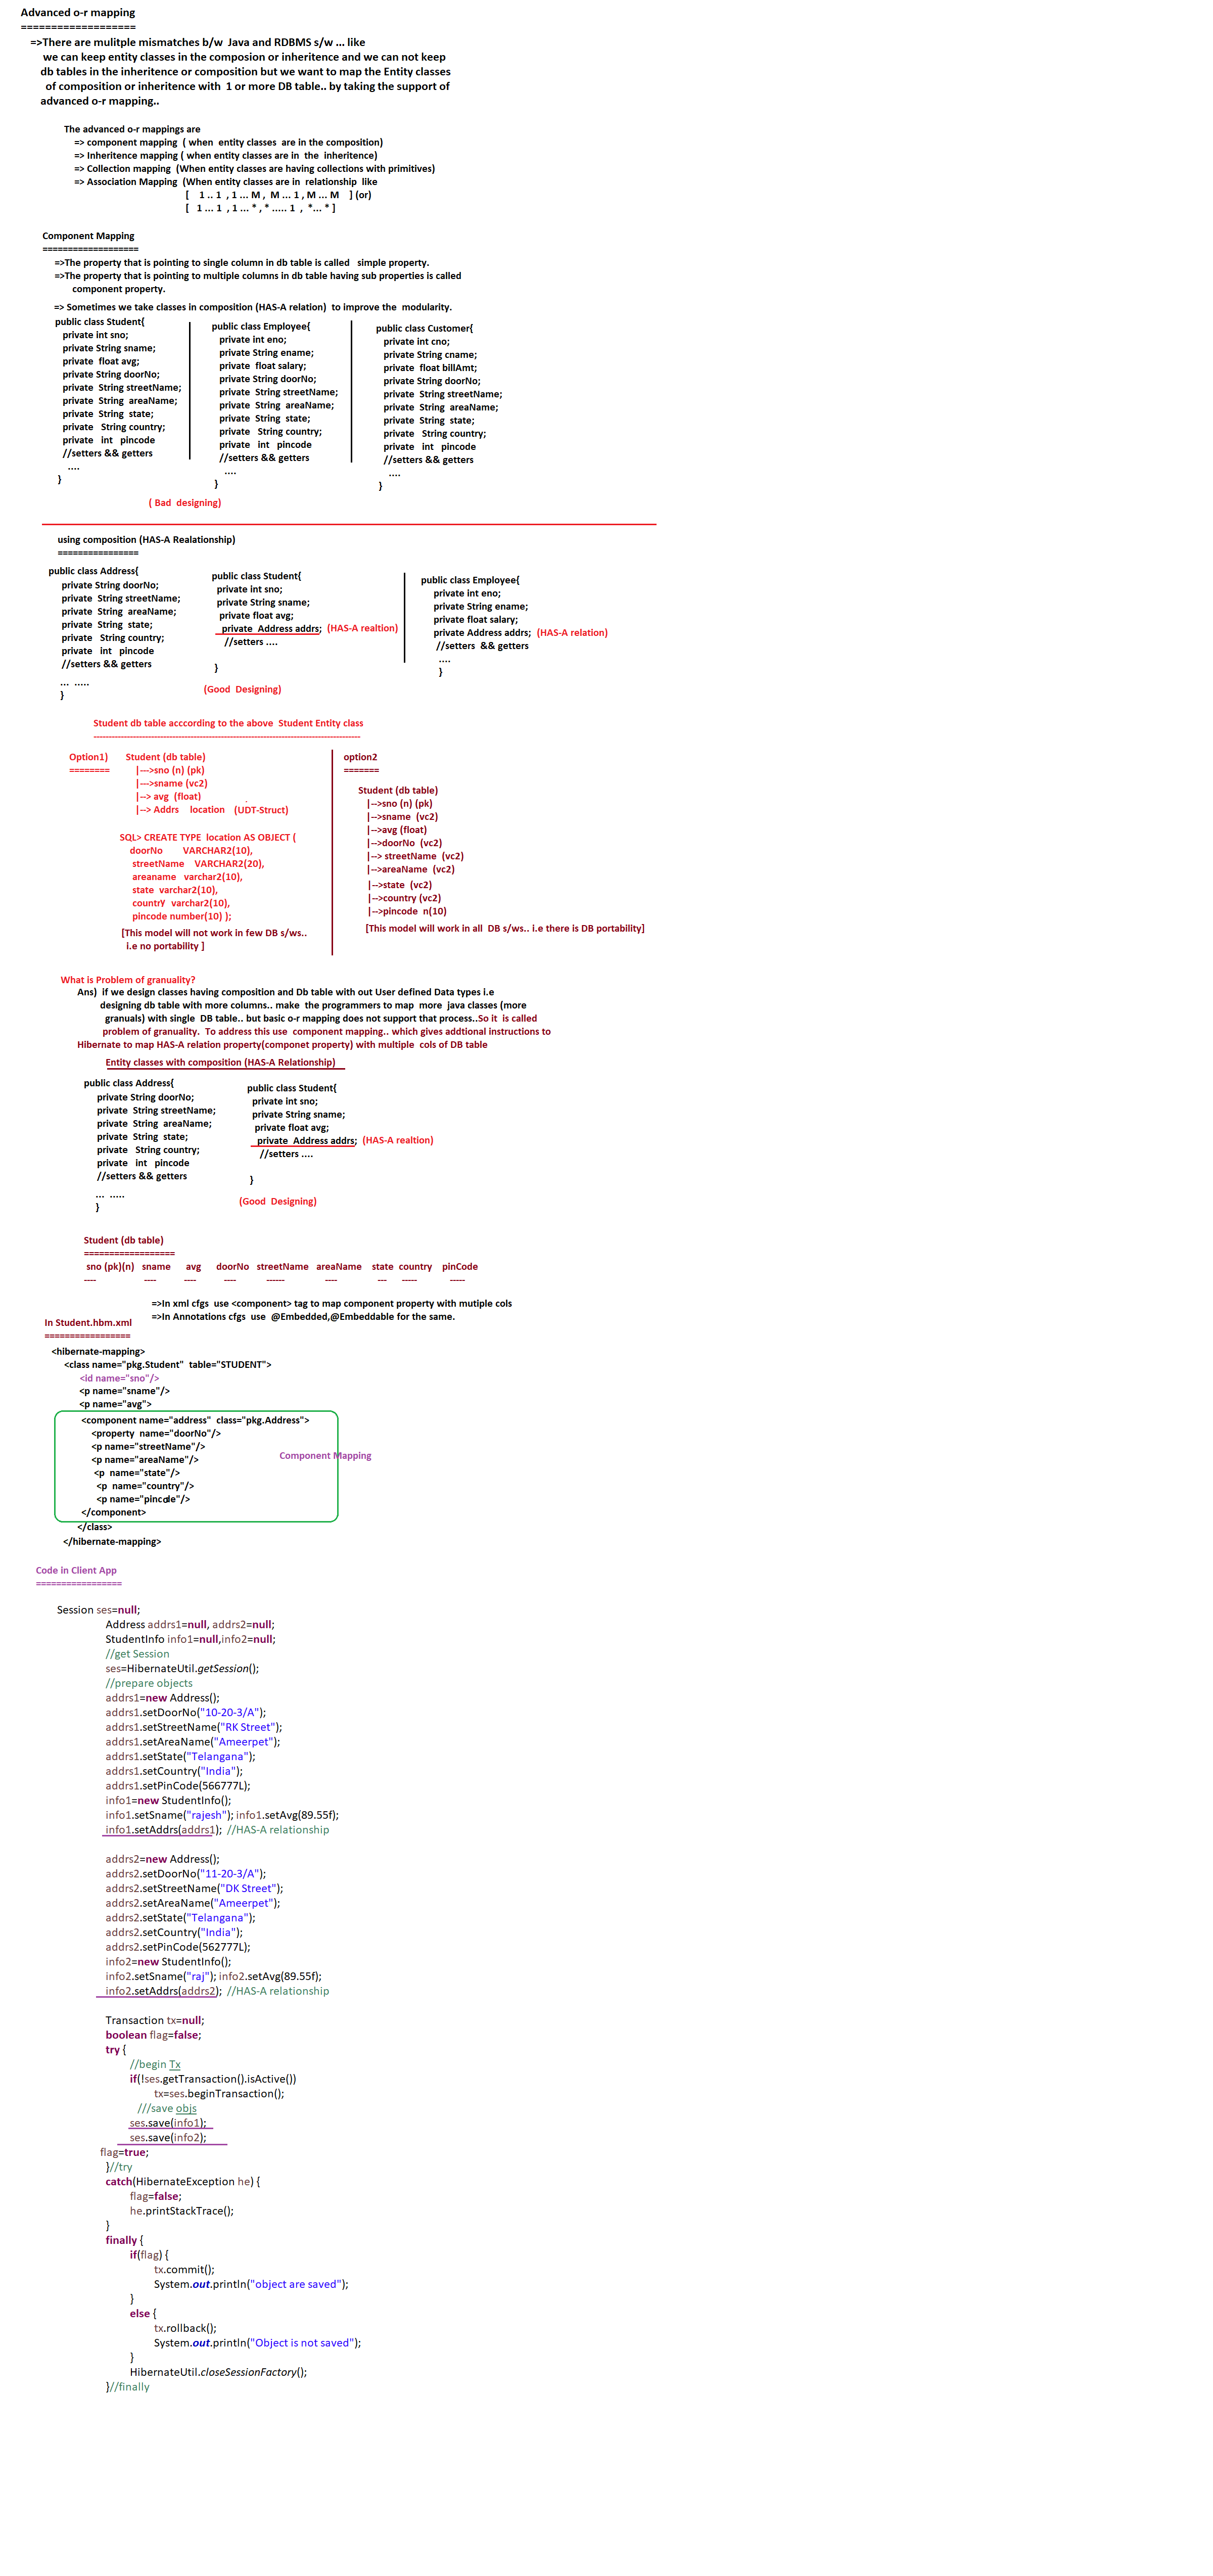 Advanced o-r mapping
===================
=>There are mulitple mismatches b/w Java and RDBMS s/w ... like
we can keep entity classes in the composion or inheritence and we can not keep
db tables in the inheritence or composition but we want to map the Entity classes
of composition or inheritence with 1 or more DB table.. by taking the support of
advanced o-r mapping..
The advanced o-r mappings are
=> component mapping ( when entity classes are in the composition)
=> Inheritence mapping ( when entity classes are in the inheritence)
=> Collection mapping (When entity classes are having collections with primitives)
=> Association Mapping (When entity classes are in relationship like
[ 1 .. 1 , 1 ... M , M ... 1 , M ... M ] (or)
[ 1 ... 1 , 1 ... * , * ..... 1 , *... * ]
Component Mapping
===================
=>The property that is pointing to single column in db table is called simple property.
=>The property that is pointing to multiple columns in db table having sub properties is called
component property.
=> Sometimes we take classes in composition (HAS-A relation) to improve the modularity.
public class Student{
private int sno;
private String sname;
private float avg;
private String doorNo;
private String streetName;
private String areaName;
private String state;
private String country;
private int pincode
//setters && getters
....
}
public class Employee{
private int eno;
private String ename;
private float salary;
private String doorNo;
private String streetName;
private String areaName;
private String state;
private String country;
private int pincode
//setters && getters
....
}
public class Customer{
private int cno;
private String cname;
private float billAmt;
private String doorNo;
private String streetName;
private String areaName;
private String state;
private String country;
private int pincode
//setters && getters
....
}
( Bad designing)
using composition (HAS-A Realationship)
================
public class Address{
private String doorNo;
private String streetName;
private String areaName;
private String state;
private String country;
private int pincode
//setters && getters
... .....
}
public class Student{
private int sno;
private String sname;
private float avg;
private Address addrs; (HAS-A realtion)
//setters ....
}
(Good Designing)
public class Employee{
private int eno;
private String ename;
private float salary;
private Address addrs; (HAS-A relation)
//setters && getters
....
}
Student db table acccording to the above Student Entity class
-----------------------------------------------------------------------------------------
Option1) Student (db table)
======== |--->sno (n) (pk)
|--->sname (vc2)
|--> avg (float)
|--> Addrs location (UDT-Struct)
SQL> CREATE TYPE location AS OBJECT (
doorNo VARCHAR2(10),
streetName VARCHAR2(20),
areaname varchar2(10),
state varchar2(10),
countrY varchar2(10),
pincode number(10) );
[This model will not work in few DB s/ws..
i.e no portability ]
option2
=======
Student (db table)
|-->sno (n) (pk)
|-->sname (vc2)
|-->avg (float)
|-->doorNo (vc2)
|--> streetName (vc2)
|-->areaName (vc2)
|-->state (vc2)
|-->country (vc2)
|-->pincode n(10)
[This model will work in all DB s/ws.. i.e there is DB portability]
What is Problem of granuality?
Ans) if we design classes having composition and Db table with out User defined Data types i.e
designing db table with more columns.. make the programmers to map more java classes (more
granuals) with single DB table.. but basic o-r mapping does not support that process..So it is called
problem of granuality. To address this use component mapping.. which gives addtional instructions to
Hibernate to map HAS-A relation property(componet property) with multiple cols of DB table
Entity classes with composition (HAS-A Relationship)
public class Address{
private String doorNo;
private String streetName;
private String areaName;
private String state;
private String country;
private int pincode
//setters && getters
... .....
}
public class Student{
private int sno;
private String sname;
private float avg;
private Address addrs; (HAS-A realtion)
//setters ....
}
(Good Designing)
Student (db table)
==================
sno (pk)(n) sname avg doorNo streetName areaName state country pinCode
---- ---- ---- ---- ------ ---- --- ----- -----
=>In xml cfgs use <component> tag to map component property with mutiple cols
=>In Annotations cfgs use @Embedded,@Embeddable for the same.
In Student.hbm.xml
=================
<hibernate-mapping>
<class name="pkg.Student" table="STUDENT">
<id name="sno"/>
<p name="sname"/>
<p name="avg">
<component name="address" class="pkg.Address">
<property name="doorNo"/>
<p name="streetName"/>
<p name="areaName"/>
<p name="state"/>
<p name="country"/>
<p name="pincode"/>
</component>
Component Mapping
</class>
</hibernate-mapping>
Code in Client App
=================
Session ses=null;
Address addrs1=null, addrs2=null;
StudentInfo info1=null,info2=null;
//get Session
ses=HibernateUtil.getSession();
//prepare objects
addrs1=new Address();
addrs1.setDoorNo("10-20-3/A");
addrs1.setStreetName("RK Street");
addrs1.setAreaName("Ameerpet");
addrs1.setState("Telangana");
addrs1.setCountry("India");
addrs1.setPinCode(566777L);
info1=new StudentInfo();
info1.setSname("rajesh"); info1.setAvg(89.55f);
info1.setAddrs(addrs1); //HAS-A relationship
addrs2=new Address();
addrs2.setDoorNo("11-20-3/A");
addrs2.setStreetName("DK Street");
addrs2.setAreaName("Ameerpet");
addrs2.setState("Telangana");
addrs2.setCountry("India");
addrs2.setPinCode(562777L);
info2=new StudentInfo();
info2.setSname("raj"); info2.setAvg(89.55f);
info2.setAddrs(addrs2); //HAS-A relationship
Transaction tx=null;
boolean flag=false;
try {
//begin Tx
if(!ses.getTransaction().isActive())
tx=ses.beginTransaction();
///save objs
ses.save(info1);
ses.save(info2);
flag=true;
}//try
catch(HibernateException he) {
flag=false;
he.printStackTrace();
}
finally {
if(flag) {
tx.commit();
System.out.println("object are saved");
}
else {
tx.rollback();
System.out.println("Object is not saved");
}
HibernateUtil.closeSessionFactory();
}//finally